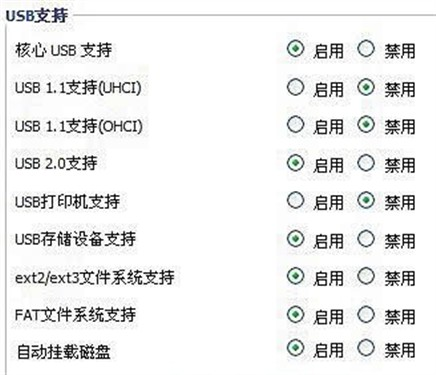 USB支持
核心 USB 支持 启用 禁用
USB 1.1支持(UHCI) 启用 禁用
USB 1.1支持(OHCI) 启用 禁用
USB 2.0支持 启用 禁用
USB打印机支持 启用 禁用
USB存储设备支持 启用 禁用
ext2/ext3文件系统支持 启用 禁用
FAT文件系统支持 启用 禁用
自动挂载磁盘 启用 禁用